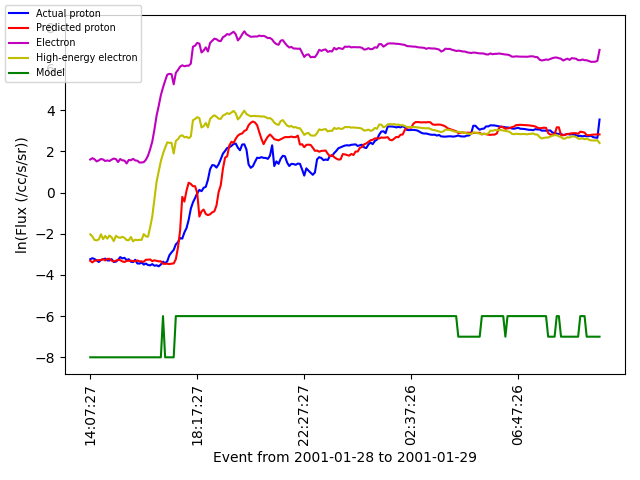 Actual proton
Predicted proton
Electron
High-energy electron
Model
ln(Flux (/cc/s/sr))
4
2
0
−2
−4
−6
−8
14:07:27
18:17:27
22:27:27
02:37:26
06:47:26
Event from 2001-01-28 to 2001-01-29